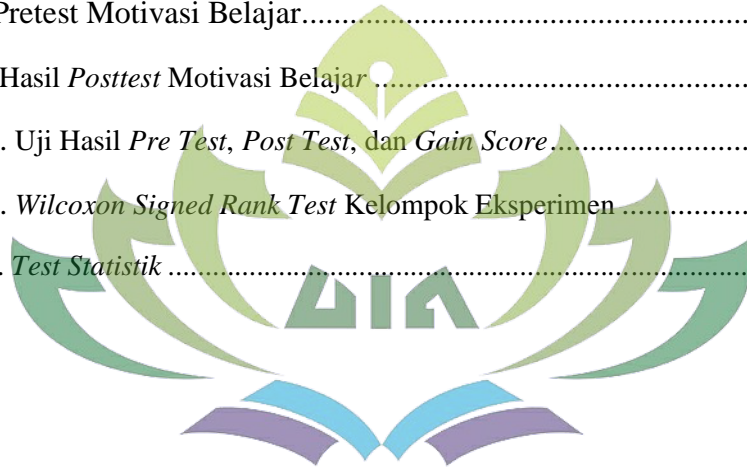 Pretest Motivasi Belajar.....................................................................
Hasil Posttest Motivasi Belajar ..........................................................
. Uji Hasil Pre Test, Post Test, dan Gain Score..............................
. Wilcoxon Signed Rank Test Kelompok Eksperimen ...................
. Test Statistik .......................................................................................
UIN